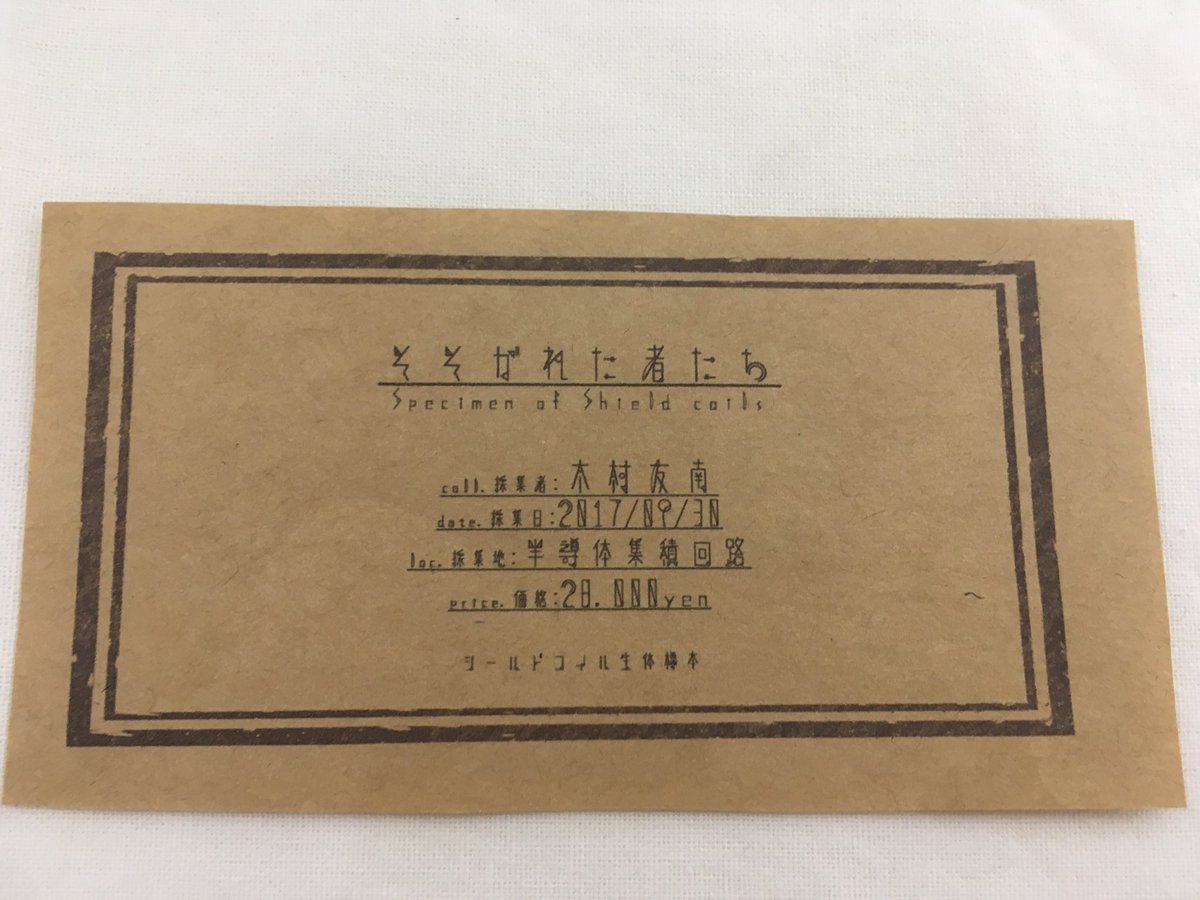 そそがれた者たち
Specimen of Shield coils
coll. 採集者:木村友南
date. 採集日:2017/09/30
loc. 採集地:半導体集積回路
price. 価格:28.000yen
シールドコイル生体標本